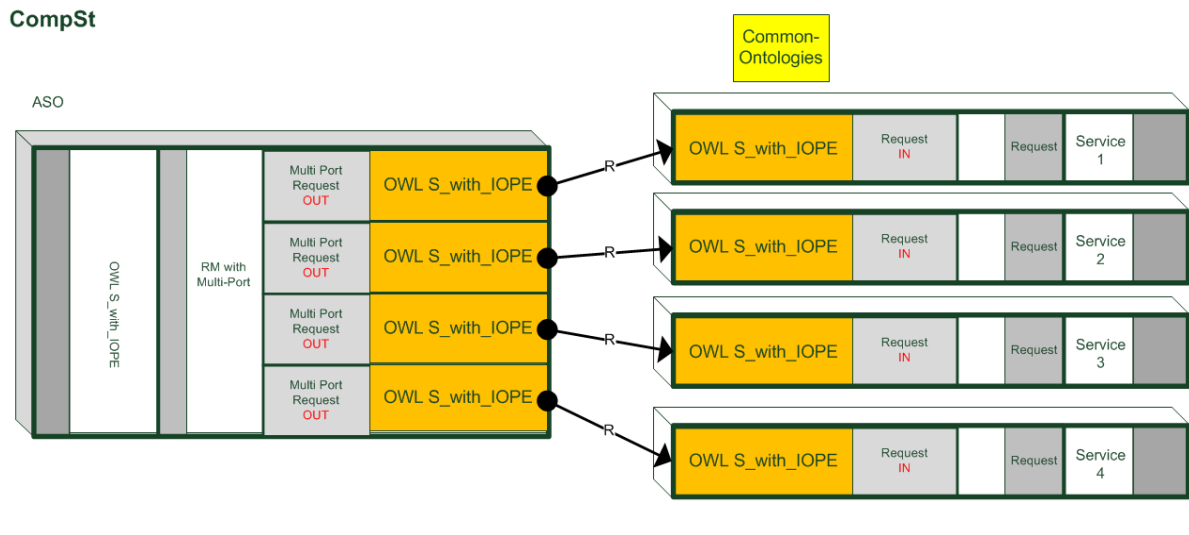 CompSt
Common-
Ontologies
ASO
OWL S_with_IOPE
RM with
Multi-Port
Multi Port
Request
OUT
OWL S_with_IOPE
Multi Port
Request
OUT
OWL S_with_IOPE
Multi Port
Request
OUT
OWL S_with_IOPE
Multi Port
Request
OUT
OWL S_with_IOPE
R
R
R
R
OWL S_with_IOPE
Request
IN
Request
Service
1
OWL S_with_IOPE
Request
IN
Request
Service
2
OWL S_with_IOPE
Request
IN
Request
Service
3
OWL S_with_IOPE
Request
IN
Request
Service
4